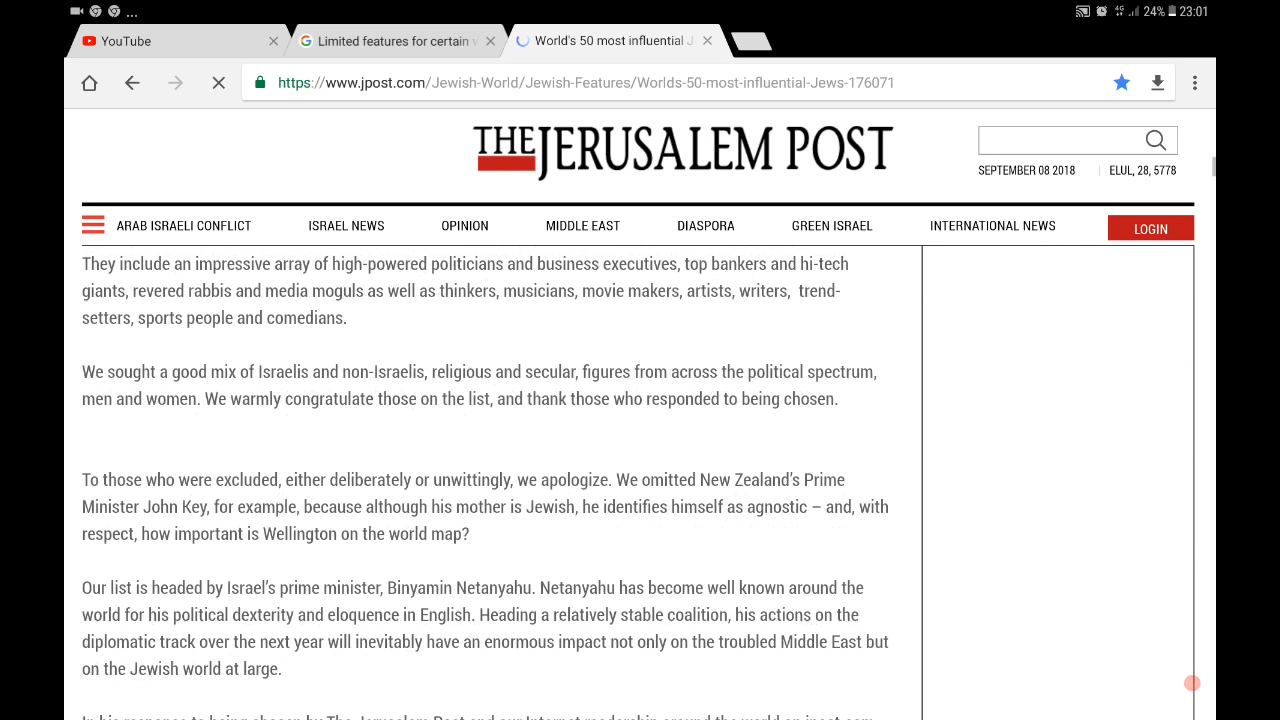 ... 4G 24% 23:01
YouTube
Limited features for certain
World's 50 most influential J
https://www.jpost.com/Jewish-World/Jewish-Features/Worlds-50-most-influential-Jews-176071
THE JERUSALEM POST
SEPTEMBER 08 2018 | ELUL, 28, 5778
ARAB ISRAELI CONFLICT ISRAEL NEWS OPINION MIDDLE EAST DIASPORA GREEN ISRAEL INTERNATIONAL NEWS LOGIN
They include an impressive array of high-powered politicians and business executives, top bankers and hi-tech
giants, revered rabbis and media moguls as well as thinkers, musicians, movie makers, artists, writers,  trend-
setters, sports people and comedians.
We sought a good mix of Israelis and non-Israelis, religious and secular, figures from across the political spectrum,
men and women. We warmly congratulate those on the list, and thank those who responded to being chosen.
To those who were excluded, either deliberately or unwittingly, we apologize. We omitted New Zealand's Prime
Minister John Key, for example, because although his mother is Jewish, he identifies himself as agnostic – and, with
respect, how important is Wellington on the world map?
Our list is headed by Israel's prime minister, Binyamin Netanyahu. Netanyahu has become well known around the
world for his political dexterity and eloquence in English. Heading a relatively stable coalition, his actions on the
diplomatic track over the next year will inevitably have an enormous impact not only on the troubled Middle East but
on the Jewish world at large.